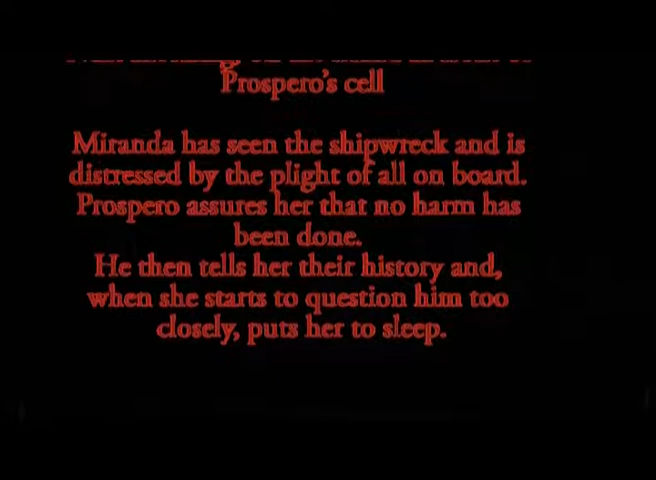 Prospero's cell
Miranda has seen the shipwreck and is
distressed by the plight of all on board.
Prospero assures her that no harm has
been done.
He then tells her their history and,
when she starts to question him too
closely, puts her to sleep.